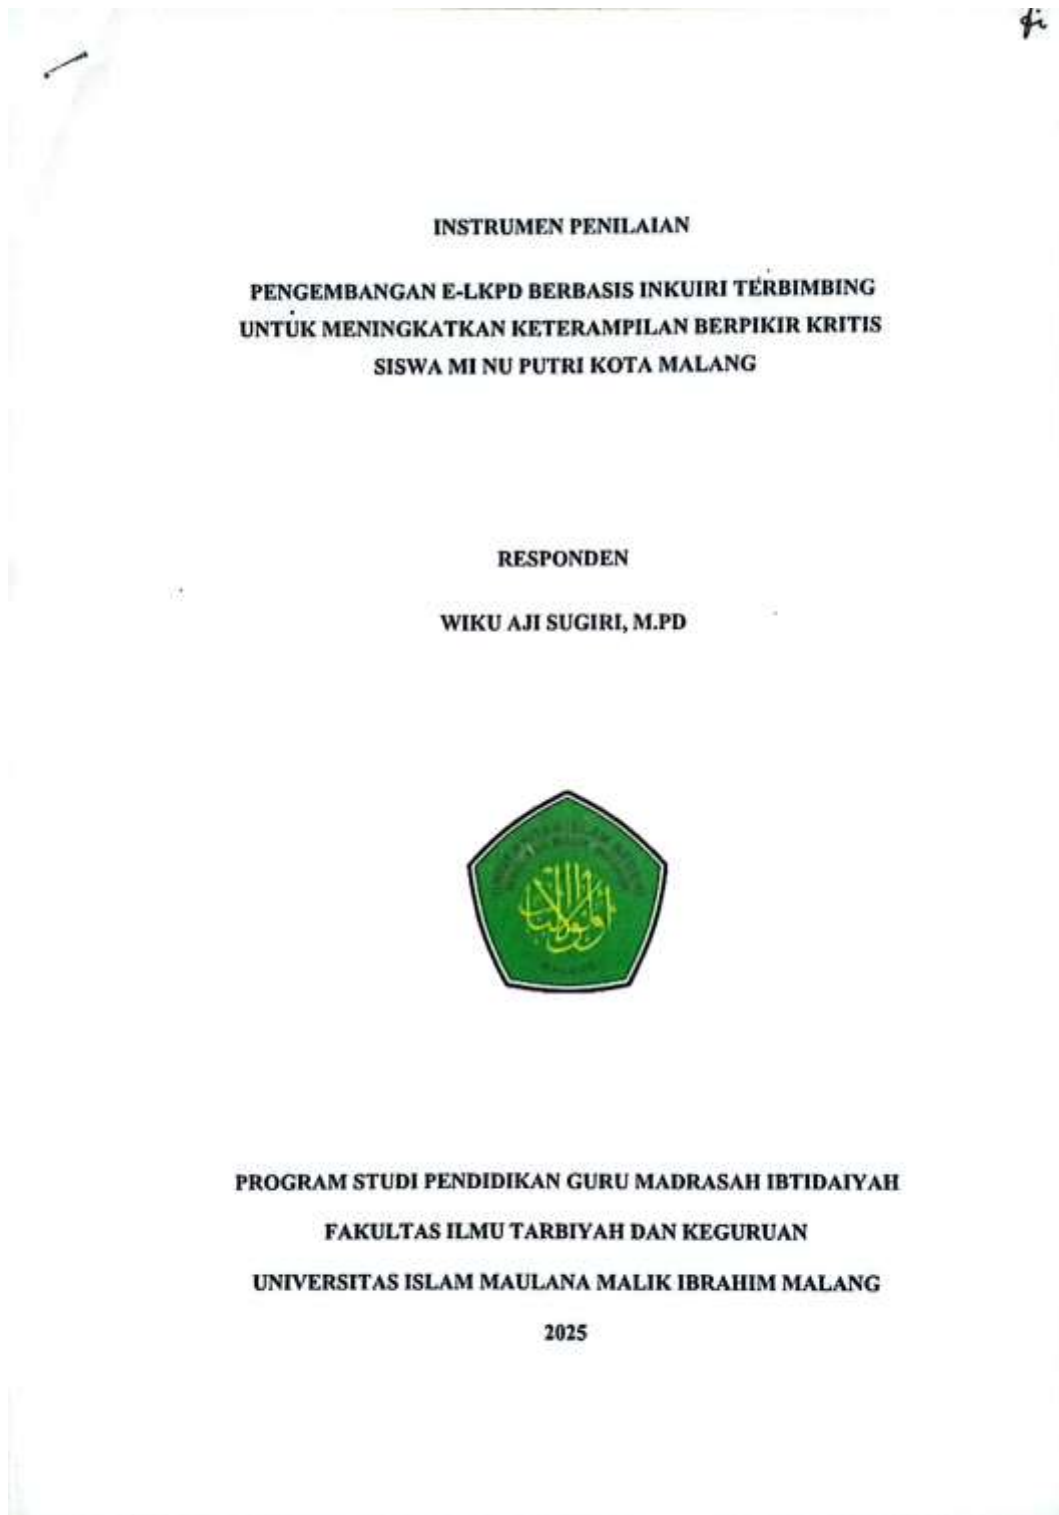 INSTRUMEN PENILAIAN
PENGEMBANGAN E-LKPD BERBASIS INKUIRI TERBIMBING
UNTUK MENINGKATKAN KETERAMPILAN BERPIKIR KRITIS
SISWA MI NU PUTRI KOTA MALANG
RESPONDEN
WIKU AJI SUGIRI, M.PD
PROGRAM STUDI PENDIDIKAN GURU MADRASAH IBTIDAIYAH
FAKULTAS ILMU TARBIYAH DAN KEGURUAN
UNIVERSITAS ISLAM MAULANA MALIK IBRAHIM MALANG
2025